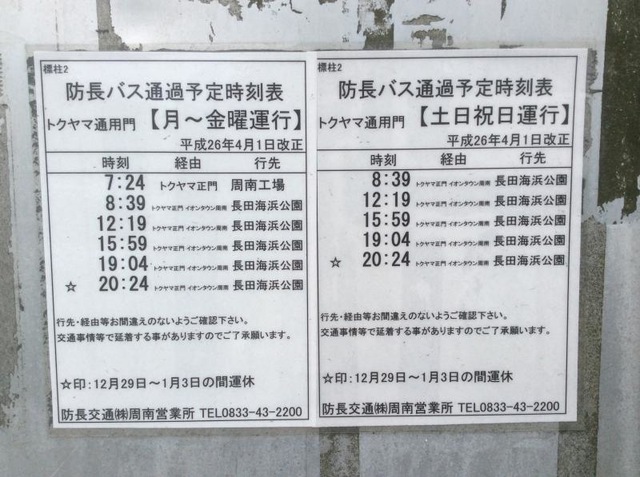 標柱2
防長バス通過予定時刻表
トクヤマ通用門 【月～金曜運行】
平成26年4月1日改正
時刻 経由 行先
7:24 トクヤマ正門 周南工場
8:39 トクヤマ正門 イオンタウン周南 長田海浜公園
12:19 トクヤマ正門 イオンタウン周南 長田海浜公園
15:59 トクヤマ正門 イオンタウン周南 長田海浜公園
19:04 トクヤマ正門 イオンタウン周南 長田海浜公園
☆ 20:24 トクヤマ正門 イオンタウン周南 長田海浜公園
行先・経由等お間違えのないようご確認下さい。
交通事情等で延着する事がありますのでご了承願います。
☆印:12月29日～1月3日の間運休
防長交通㈱周南営業所 TEL0833-43-2200
標柱2
防長バス通過予定時刻表
トクヤマ通用門 【土日祝日運行】
平成26年4月1日改正
時刻 経由 行先
8:39 トクヤマ正門 イオンタウン周南 長田海浜公園
12:19 トクヤマ正門 イオンタウン周南 長田海浜公園
15:59 トクヤマ正門 イオンタウン周南 長田海浜公園
19:04 トクヤマ正門 イオンタウン周南 長田海浜公園
☆ 20:24 トクヤマ正門 イオンタウン周南 長田海浜公園
行先・経由等お間違えのないようご確認下さい。
交通事情等で延着する事がありますのでご了承願います。
☆印:12月29日～1月3日の間運休
防長交通㈱周南営業所 TEL0833-43-2200